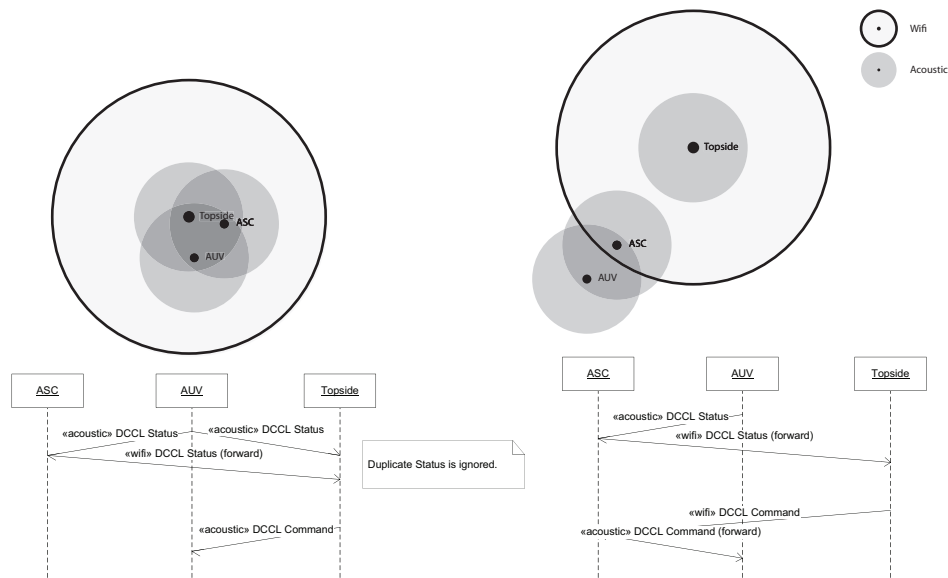 Wifi
Acoustic
Topside
ASC
AUV
Topside
ASC
AUV
ASC
AUV
Topside
«acoustic» DCCL Status
«acoustic» DCCL Status
«wifi» DCCL Status (forward)
Duplicate Status is ignored.
«acoustic» DCCL Command
ASC
AUV
Topside
«acoustic» DCCL Status
«wifi» DCCL Status (forward)
«wifi» DCCL Command
«acoustic» DCCL Command (forward)